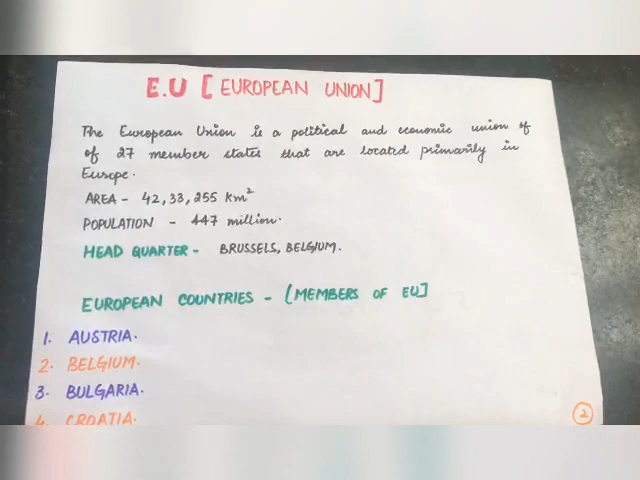 E.U [EUROPEAN UNION]
The European Union is a political and economic union of
of 27 member states that are located primarily in
Europe.
AREA - 42,33,255 km²
POPULATION - 447 million.
HEAD QUARTER - BRUSSELS, BELGIUM.
EUROPEAN COUNTRIES - (MEMBERS OF EU]
1. AUSTRIA.
2. BELGIUM.
3. BULGARIA.
4. CROATIA.
2